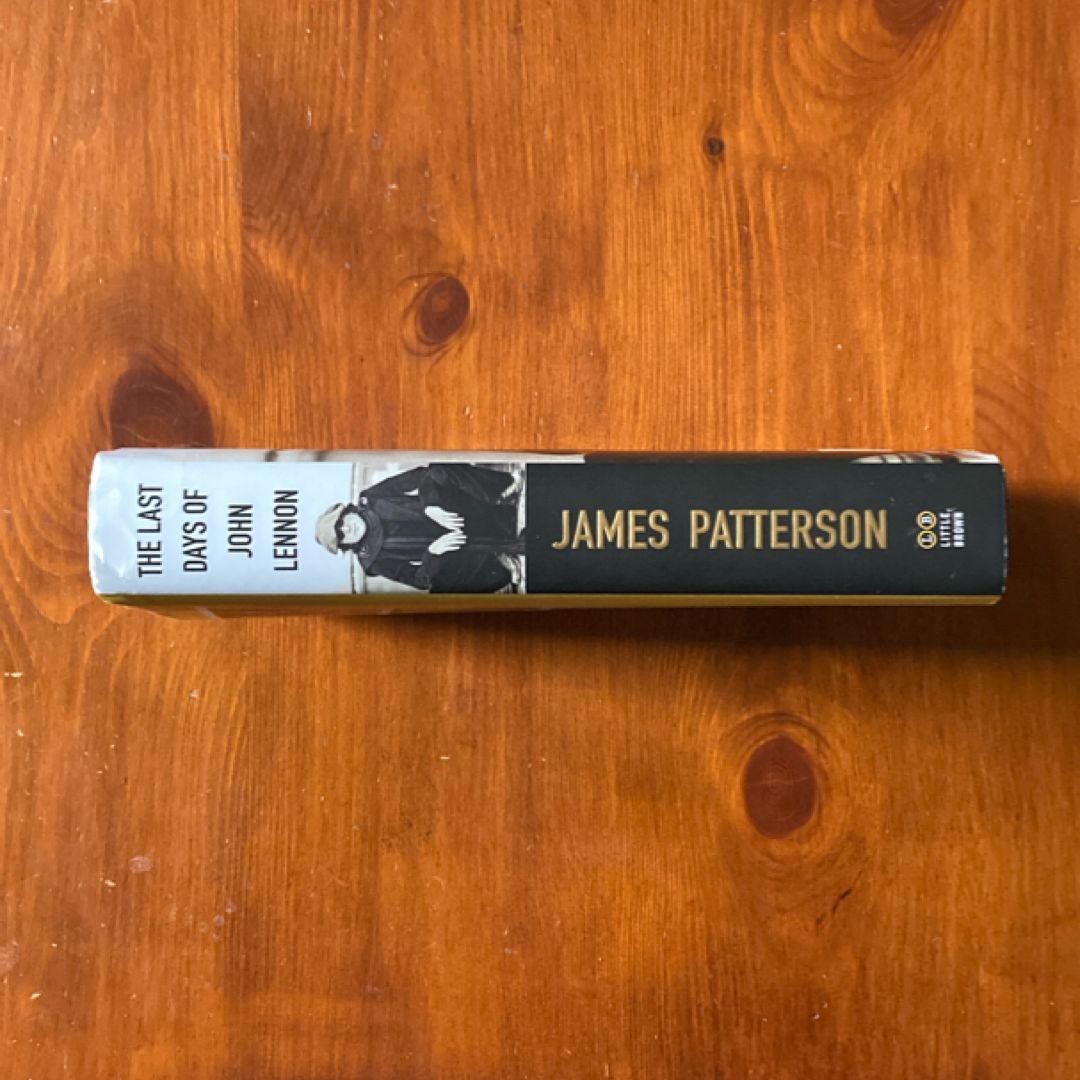 THE LAST
DAYS OF
JOHN
LENNON
JAMES PATTERSON
L B
LITTLE,
BROWN